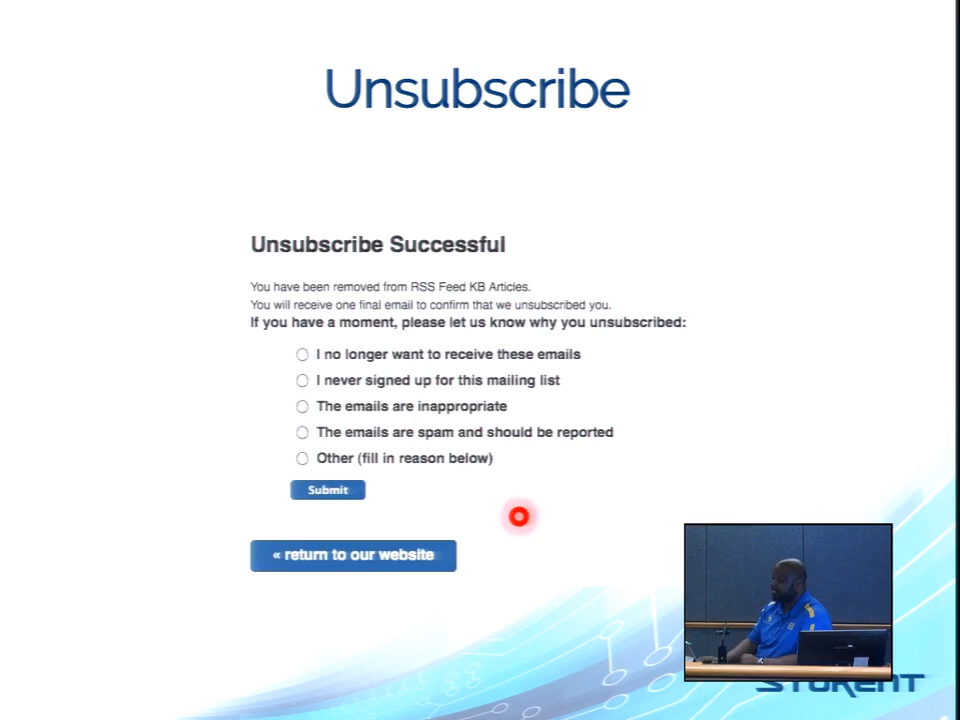 Unsubscribe
Unsubscribe Successful
You have been removed from RSS Feed KB Articles.
You will receive one final email to confirm that we unsubscribed you.
If you have a moment, please let us know why you unsubscribed:
I no longer want to receive these emails
I never signed up for this mailing list
The emails are inappropriate
The emails are spam and should be reported
Other (fill in reason below)
Submit
« return to our website
STUKENT